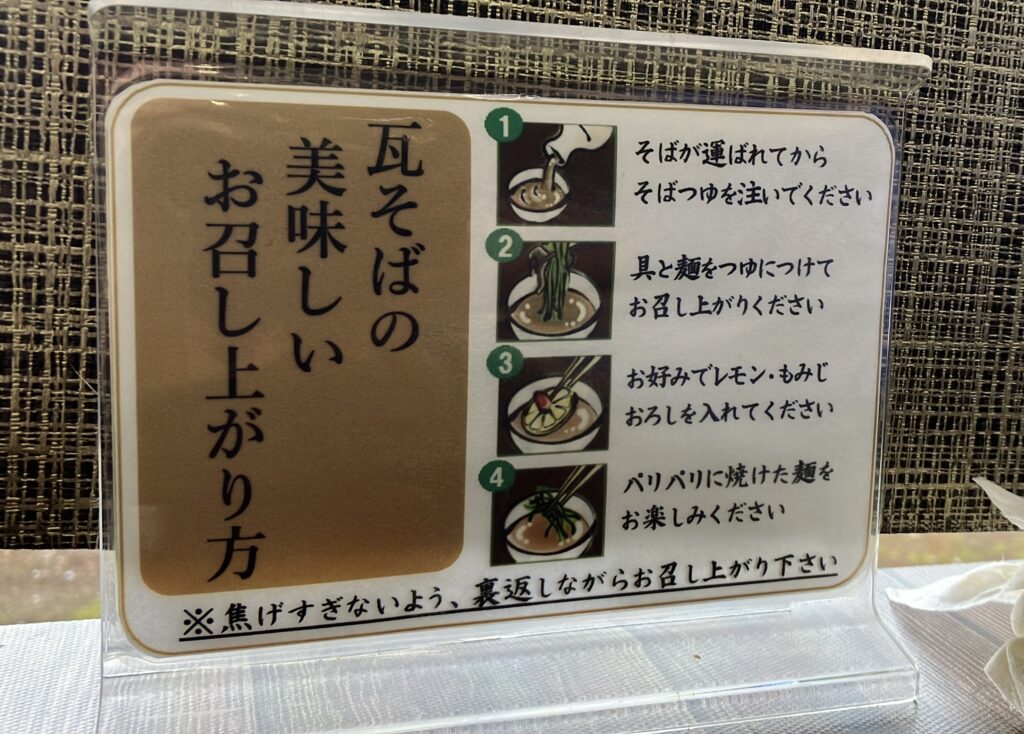 瓦そばの
美味しい
お召し上がり方
1
そばが運ばれてから
そばつゆを注いでください
2
具と麺をつゆにつけて
お召し上がりください
3
お好みでレモン・もみじ
おろしを入れてください
4
パリパリに焼けた麺を
お楽しみください
※焦げすぎないよう、裏返しながらお召し上がり下さい